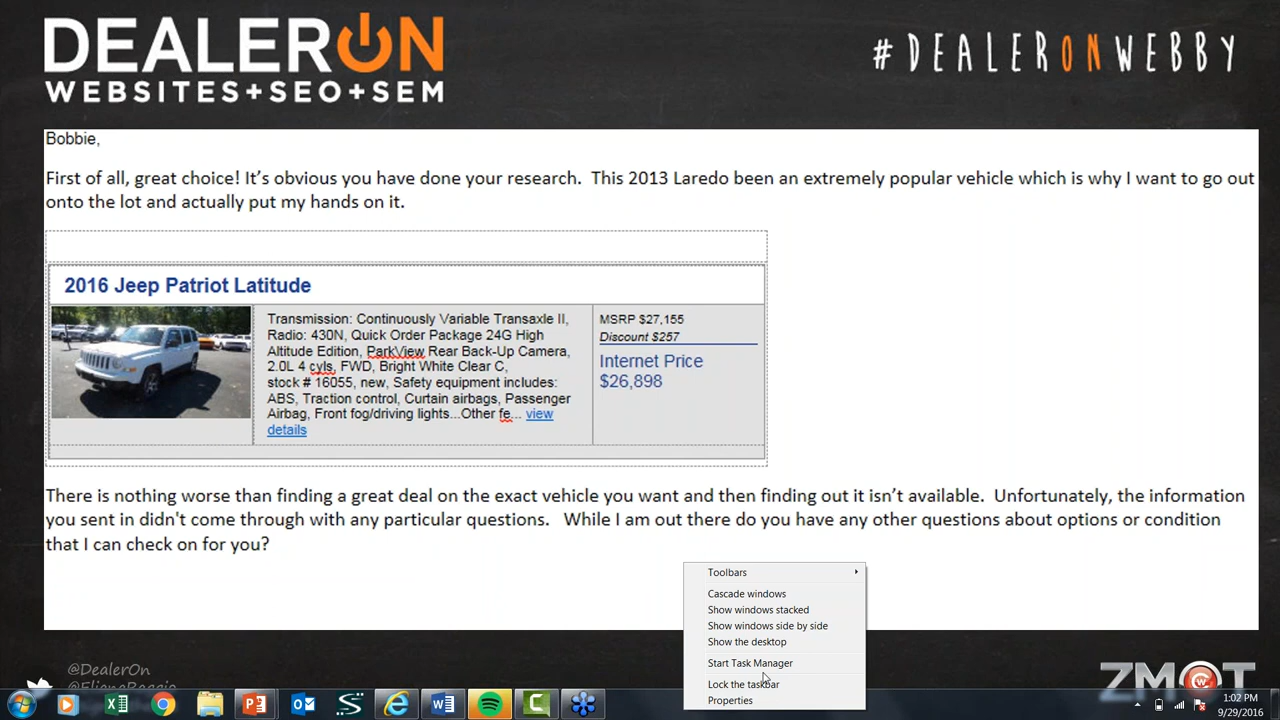 DEALERON
WEBSITES+SEO+SEM
#DEALERONWEBBY
Bobbie,
First of all, great choice! It's obvious you have done your research.  This 2013 Laredo been an extremely popular vehicle which is why I want to go out
onto the lot and actually put my hands on it.
2016 Jeep Patriot Latitude
Transmission: Continuously Variable Transaxle II,
Radio: 430N, Quick Order Package 24G High
Altitude Edition, ParkView Rear Back-Up Camera,
2.0L 4 cyls, FWD, Bright White Clear C,
stock # 16055, new, Safety equipment includes:
ABS, Traction control, Curtain airbags, Passenger
Airbag, Front fog/driving lights...Other fe... view
details
MSRP $27,155
Discount $257
Internet Price
$26,898
There is nothing worse than finding a great deal on the exact vehicle you want and then finding out it isn't available.  Unfortunately, the information
you sent in didn't come through with any particular questions.   While I am out there do you have any other questions about options or condition
that I can check on for you?
Toolbars
Cascade windows
Show windows stacked
Show windows side by side
Show the desktop
Start Task Manager
Lock the taskbar
Properties
@DealerOn
@ElianaRaggio
ZMOT
1:02 PM
9/29/2016